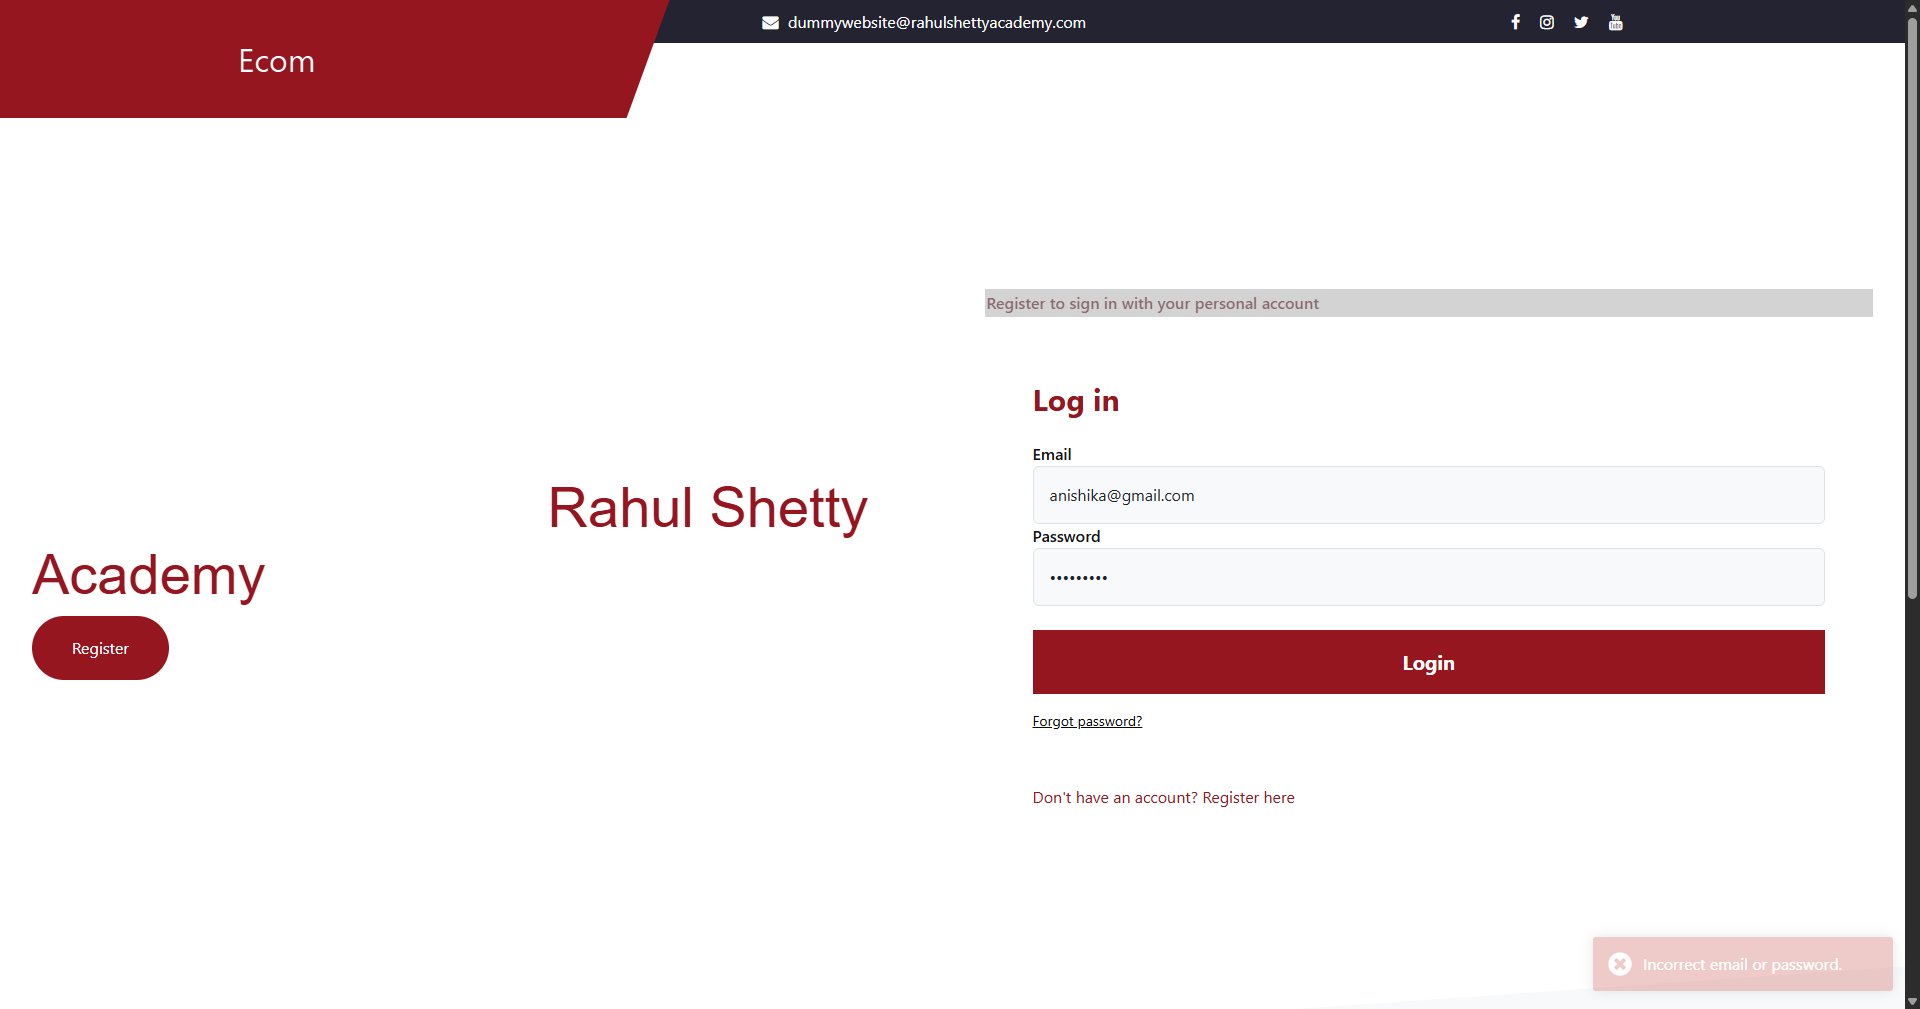 dummywebsite@rahulshettyacademy.com
Ecom
Register to sign in with your personal account
Rahul Shetty
Academy
Register
Log in
Email
anishika@gmail.com
Password
•••••••••
Login
Forgot password?
Don't have an account? Register here
Incorrect email or password.